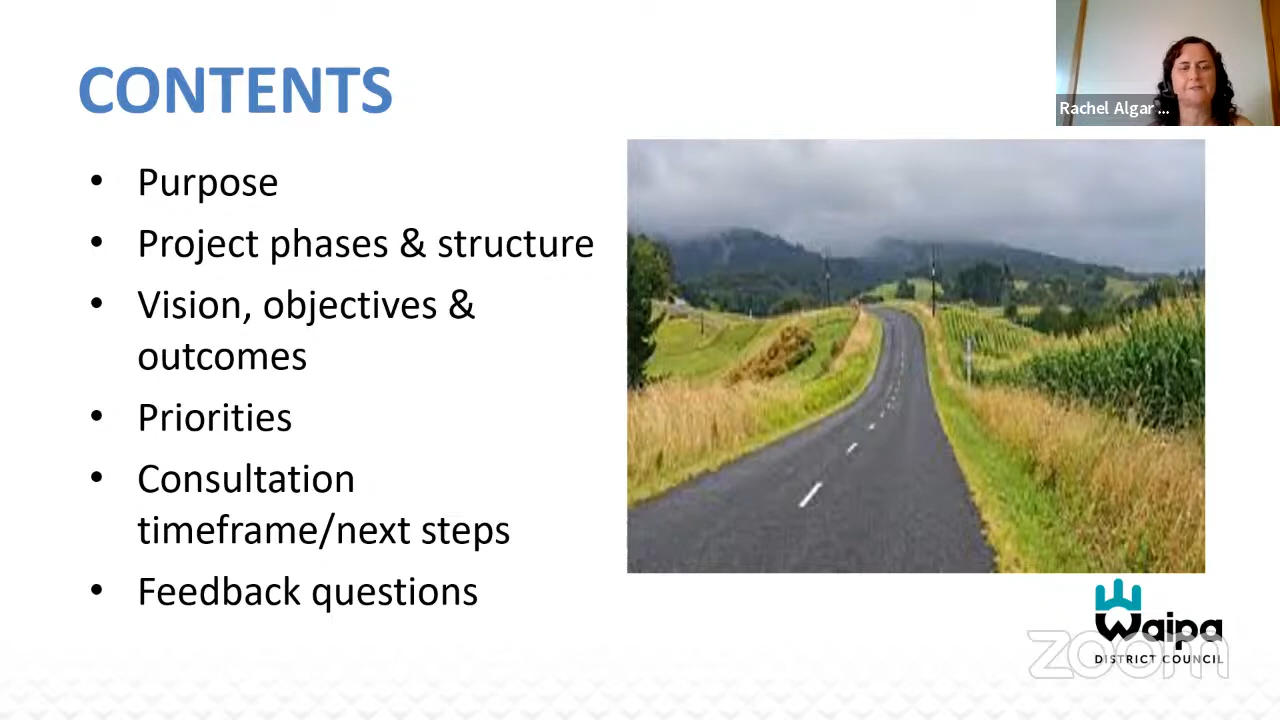 CONTENTS
Rachel Algar ...
• Purpose
• Project phases & structure
• Vision, objectives &
outcomes
• Priorities
• Consultation
timeframe/next steps
• Feedback questions
Waipa
DISTRICT COUNCIL
zoom